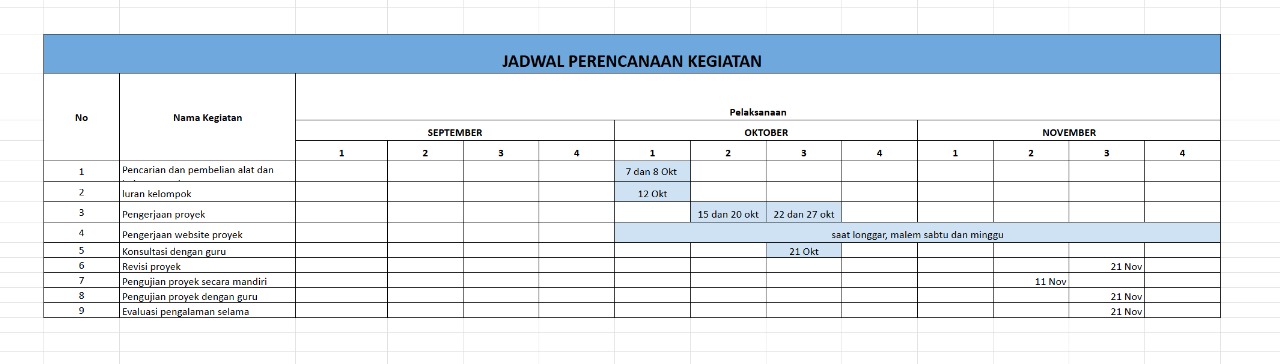 JADWAL PERENCANAAN KEGIATAN
No Nama Kegiatan Pelaksanaan
SEPTEMBER OKTOBER NOVEMBER
1 2 3 4 1 2 3 4 1 2 3 4
1 Pencarian dan pembelian alat dan 7 dan 8 Okt
2 Iuran kelompok 12 Okt
3 Pengerjaan proyek 15 dan 20 okt 22 dan 27 okt
4 Pengerjaan website proyek saat longgar, malem sabtu dan minggu
5 Konsultasi dengan guru 21 Okt
6 Revisi proyek 21 Nov
7 Pengujian proyek secara mandiri 11 Nov
8 Pengujian proyek dengan guru 21 Nov
9 Evaluasi pengalaman selama 21 Nov